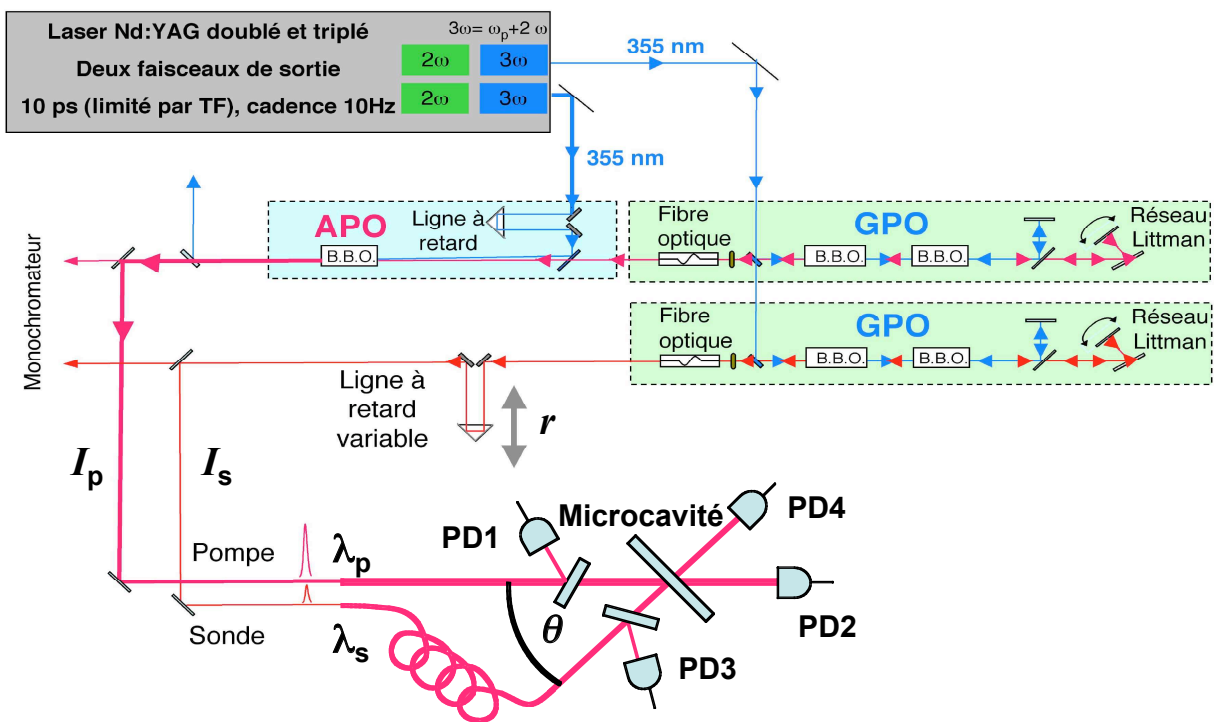 Laser Nd:YAG doublé et triplé
3ω= ωp+2 ω
Deux faisceaux de sortie
2ω
3ω
10 ps (limité par TF), cadence 10Hz
2ω
3ω
355 nm
355 nm
APO
Ligne à
retard
B.B.O.
Fibre
optique
GPO
B.B.O.
B.B.O.
Réseau
Littman
Fibre
optique
GPO
B.B.O.
B.B.O.
Réseau
Littman
Monochromateur
Ligne à
retard
variable
r
Ip
Is
Pompe
λp
Sonde
λs
θ
PD1
Microcavité
PD4
PD2
PD3